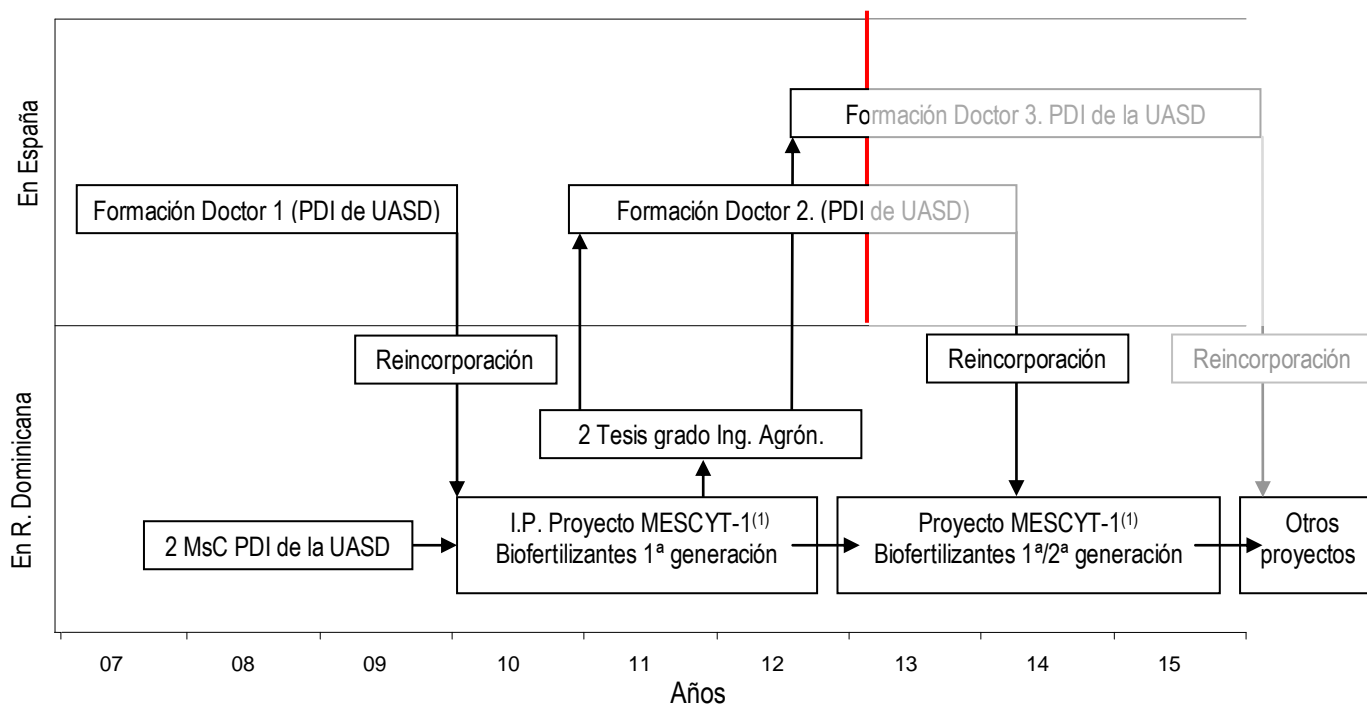 En España
Formación Doctor 3. PDI de la UASD
Formación Doctor 1 (PDI de UASD)
Formación Doctor 2. (PDI de UASD)
En R. Dominicana
Reincorporación
Reincorporación
Reincorporación
2 Tesis grado Ing. Agrón.
2 MsC PDI de la UASD
I.P. Proyecto MESCYT-1(1)
Biofertilizantes 1ª generación
Proyecto MESCYT-1(1)
Biofertilizantes 1ª/2ª generación
Otros
proyectos
07 08 09 10 11 12 13 14 15
Años